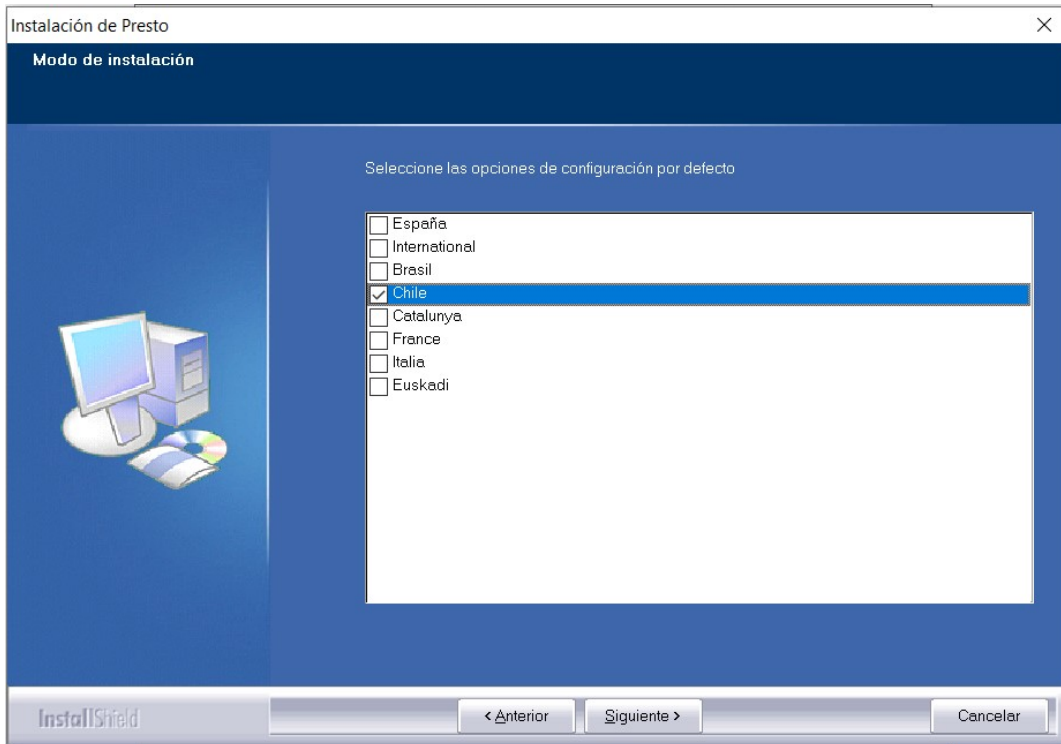 Instalación de Presto
Modo de instalación
Seleccione las opciones de configuración por defecto
España
International
Brasil
Chile
Catalunya
France
Italia
Euskadi
InstallShield
< Anterior
Siguiente >
Cancelar